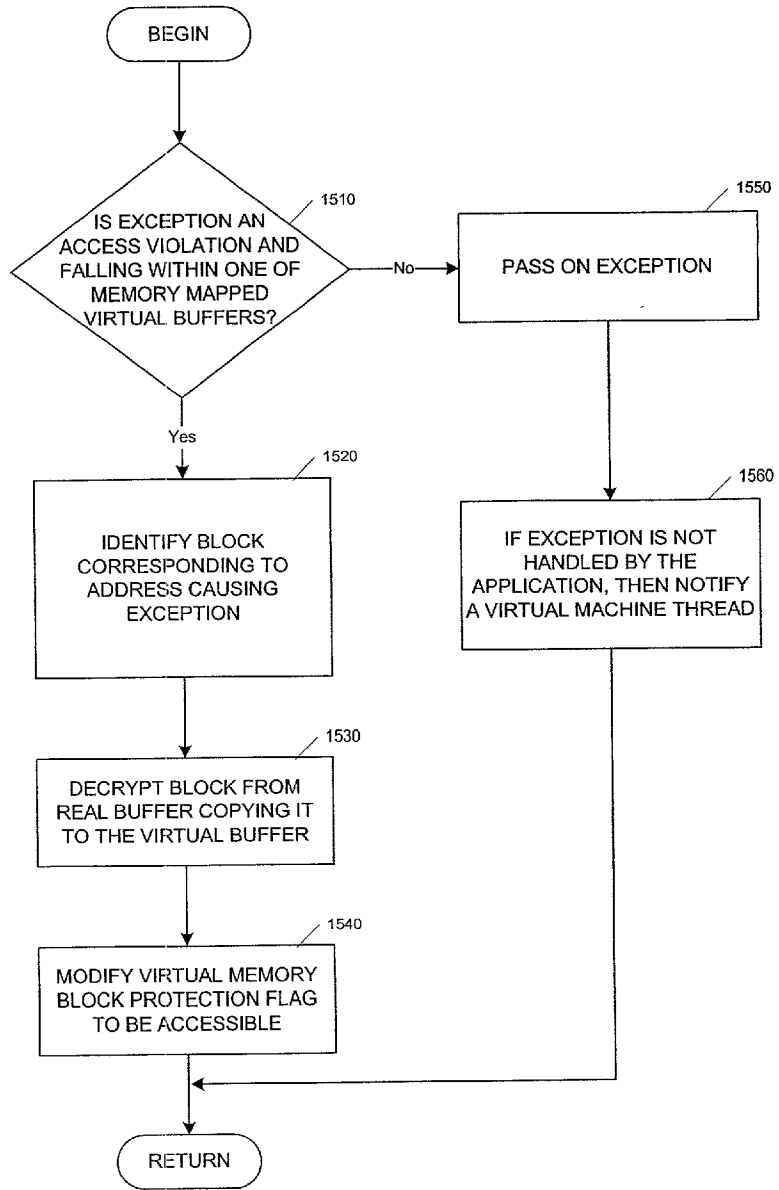 BEGIN
1510
IS EXCEPTION AN
ACCESS VIOLATION AND
FALLING WITHIN ONE OF
MEMORY MAPPED
VIRTUAL BUFFERS?
No
1550
PASS ON EXCEPTION
Yes
1520
IDENTIFY BLOCK
CORRESPONDING TO
ADDRESS CAUSING
EXCEPTION
1560
IF EXCEPTION IS NOT
HANDLED BY THE
APPLICATION, THEN NOTIFY
A VIRTUAL MACHINE THREAD
1530
DECRYPT BLOCK FROM
REAL BUFFER COPYING IT
TO THE VIRTUAL BUFFER
1540
MODIFY VIRTUAL MEMORY
BLOCK PROTECTION FLAG
TO BE ACCESSIBLE
RETURN